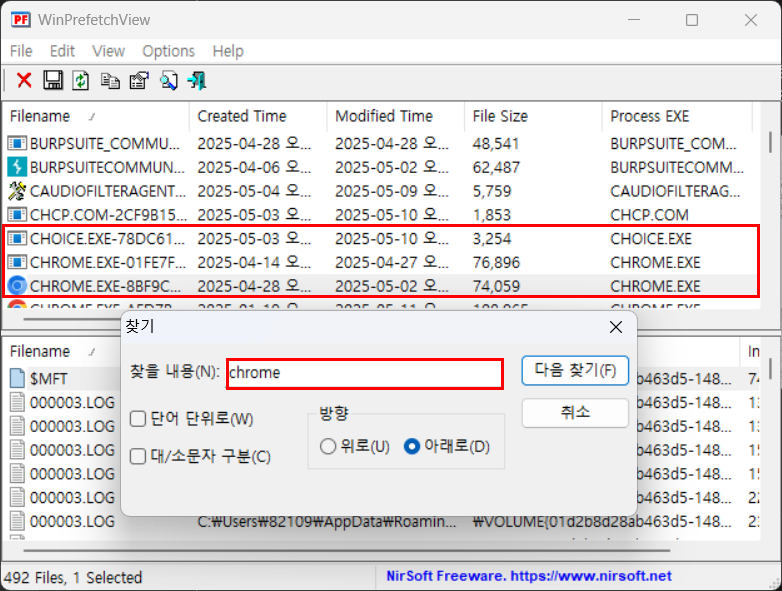 PF WinPrefetchView
File Edit View Options Help
Filename Created Time Modified Time File Size Process EXE
BURPSUITE_COMMU... 2025-04-28 오... 2025-04-28 오... 48,541 BURPSUITE_COM...
BURPSUITECOMMUN... 2025-04-06 오... 2025-05-02 오... 62,487 BURPSUITECOMM...
CAUDIOFILTERAGENT... 2025-05-04 오... 2025-05-09 오... 5,759 CAUDIOFILTERAG...
CHCP.COM-2CF9B15... 2025-05-03 오... 2025-05-10 오... 1,853 CHCP.COM
CHOICE.EXE-78DC61... 2025-05-03 오... 2025-05-10 오... 3,254 CHOICE.EXE
CHROME.EXE-01FE7F... 2025-04-14 오... 2025-04-27 오... 76,896 CHROME.EXE
CHROME.EXE-8BF9C... 2025-04-28 오... 2025-05-02 오... 74,059 CHROME.EXE
찾기
찾을 내용(N): chrome 다음 찾기(F)
단어 단위로(W) 방향 취소
대/소문자 구분(C) 위로(U) 아래로(D)
Filename In
$MFT b463d5-148...
000003.LOG b463d5-148...
000003.LOG b463d5-148...
000003.LOG b463d5-148...
000003.LOG b463d5-148...
000003.LOG b463d5-148...
000003.LOG C:₩Users₩82109₩AppData₩Roamin... ₩VOLUME{01d2b8d28ab463d5-148...
492 Files, 1 Selected NirSoft Freeware. https://www.nirsoft.net